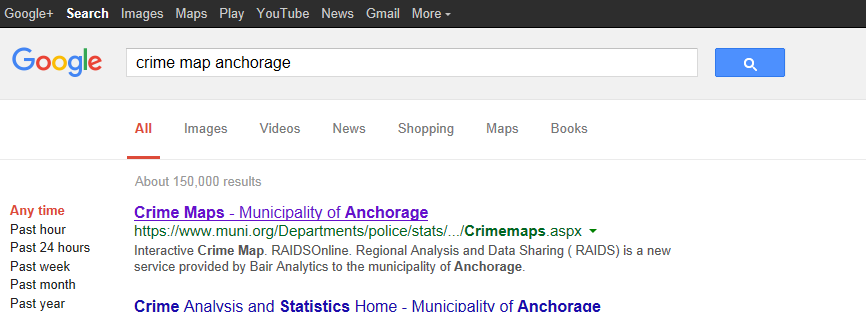 Google+ Search Images Maps Play YouTube News Gmail More
Google crime map anchorage
All Images Videos News Shopping Maps Books
About 150,000 results
Any time
Past hour
Past 24 hours
Past week
Past month
Past year
Crime Maps - Municipality of Anchorage
https://www.muni.org/Departments/police/stats/.../Crimemaps.aspx
Interactive Crime Map. RAIDSOnline. Regional Analysis and Data Sharing ( RAIDS) is a new
service provided by Bair Analytics to the municipality of Anchorage.
Crime Analysis and Statistics Home - Municipality of Anchorage